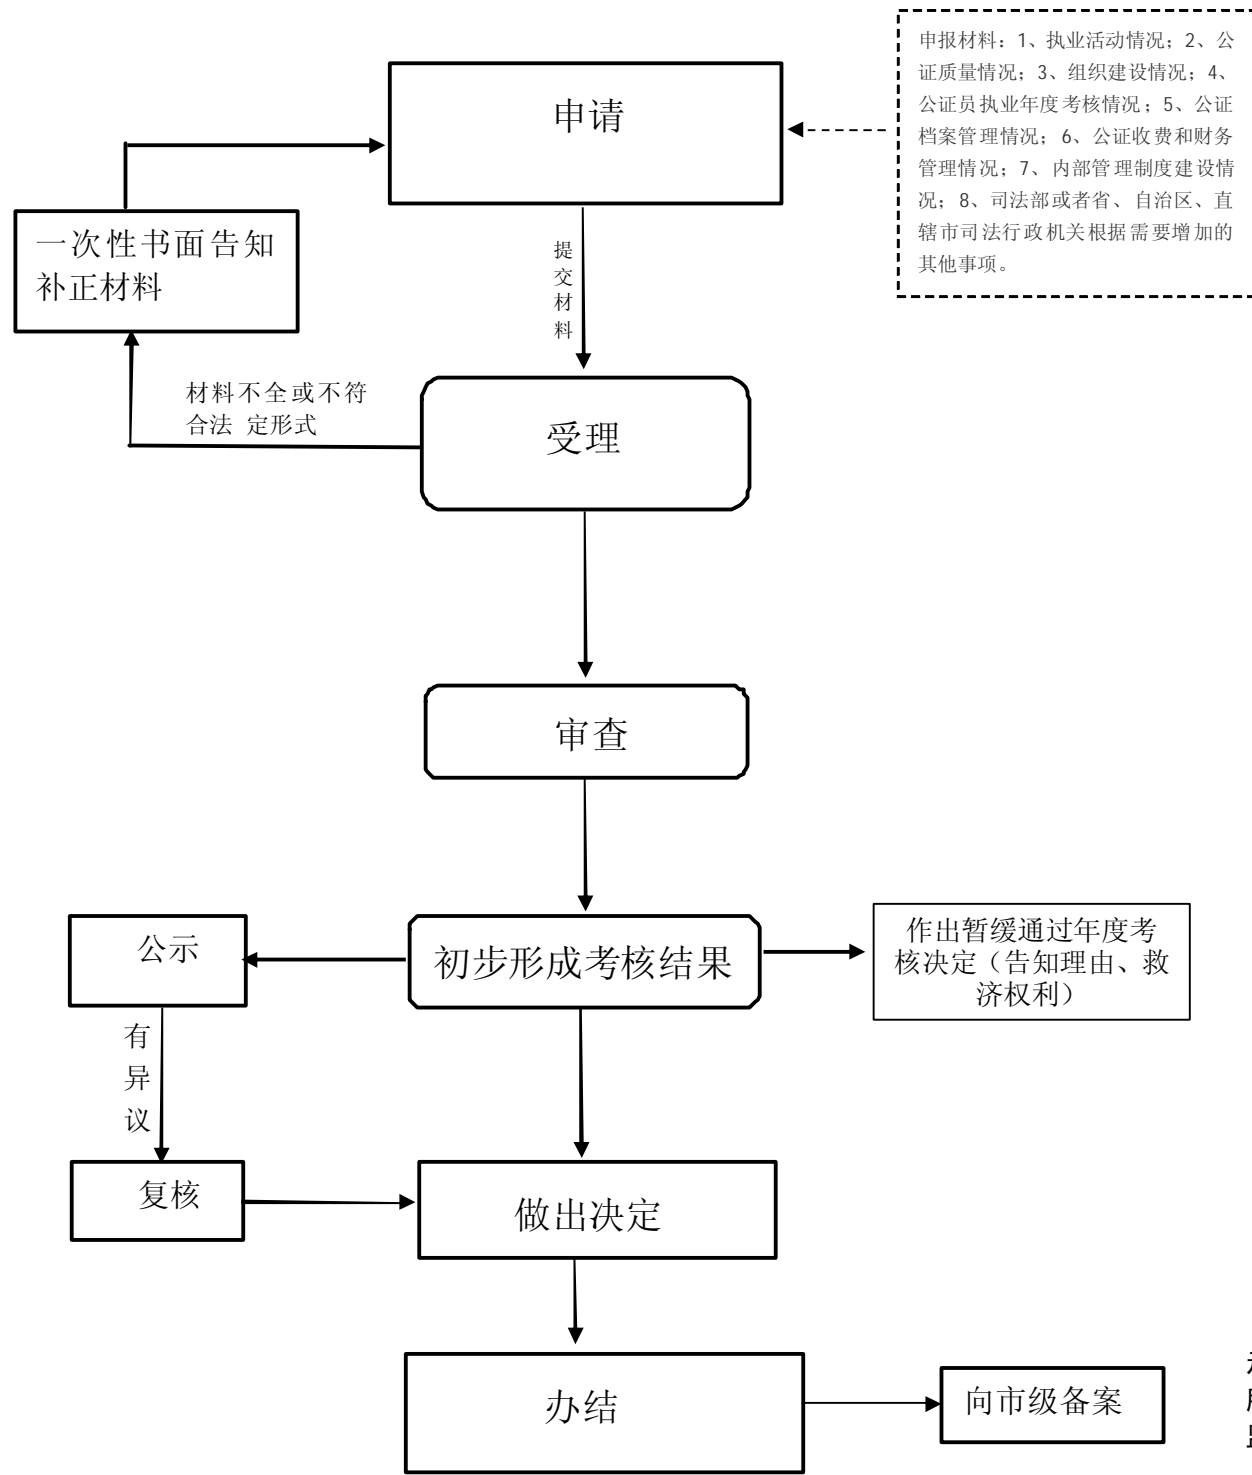 申报材料：1、执业活动情况；2、公
证质量情况；3、组织建设情况；4、
公证员执业年度考核情况；5、公证
档案管理情况；6、公证收费和财务
管理情况；7、内部管理制度建设情
况；8、司法部或者省、自治区、直
辖市司法行政机关根据需要增加的
其他事项。
申请
一次性书面告知
补正材料
提
交
材
料
材料不全或不符
合法 定形式
受理
审查
公示
初步形成考核结果
作出暂缓通过年度考
核决定（告知理由、救
济权利）
有
异
议
复核
做出决定
办结
向市级备案